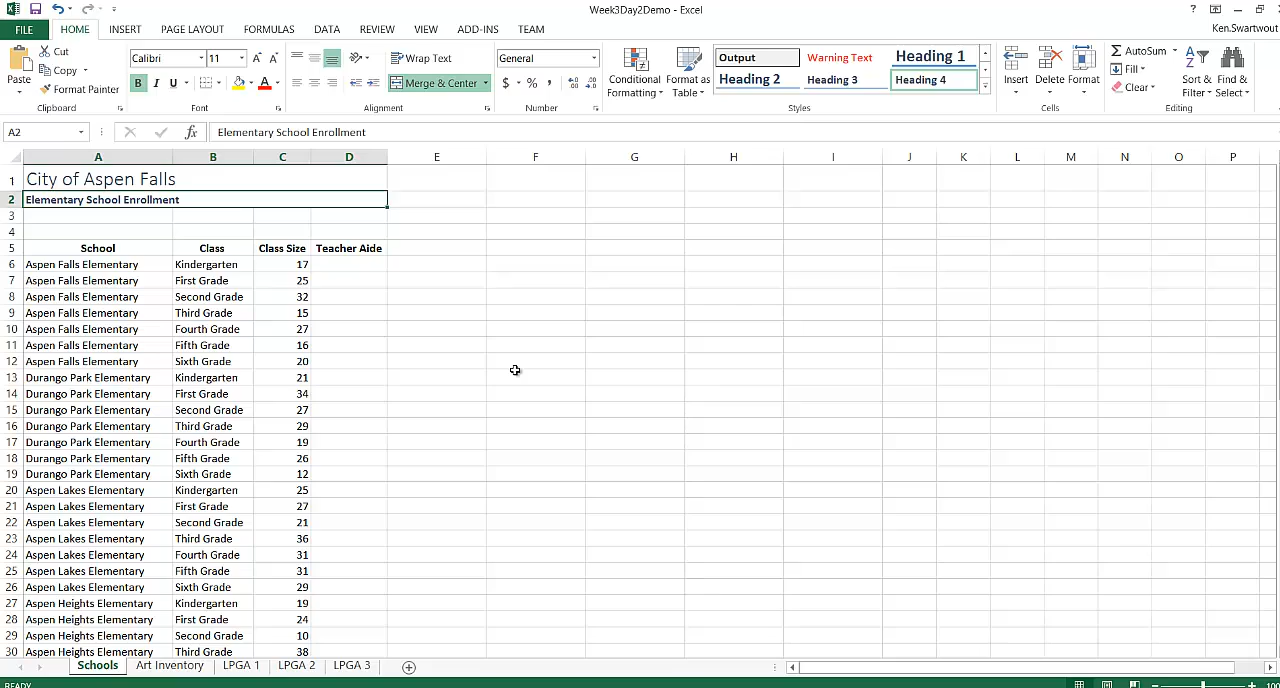 Week3Day2Demo - Excel
?
Ken.Swartwout
FILE HOME INSERT PAGE LAYOUT FORMULAS DATA REVIEW VIEW ADD-INS TEAM
Paste
Cut
Copy
Format Painter
Clipboard
Calibri 11
B I U
Font
Wrap Text
Merge & Center
Alignment
General
$ % ,
Number
Conditional Formatting
Format as Table
Output Warning Text Heading 1
Heading 2 Heading 3 Heading 4
Styles
Insert Delete Format
Cells
AutoSum
Fill
Clear
Sort & Filter
Find & Select
Editing
A2 fx Elementary School Enrollment
A B C D E F G H I J K L M N O P
1 City of Aspen Falls
2 Elementary School Enrollment
3
4
5 School Class Class Size Teacher Aide
6 Aspen Falls Elementary Kindergarten 17
7 Aspen Falls Elementary First Grade 25
8 Aspen Falls Elementary Second Grade 32
9 Aspen Falls Elementary Third Grade 15
10 Aspen Falls Elementary Fourth Grade 27
11 Aspen Falls Elementary Fifth Grade 16
12 Aspen Falls Elementary Sixth Grade 20
13 Durango Park Elementary Kindergarten 21
14 Durango Park Elementary First Grade 34
15 Durango Park Elementary Second Grade 27
16 Durango Park Elementary Third Grade 29
17 Durango Park Elementary Fourth Grade 19
18 Durango Park Elementary Fifth Grade 26
19 Durango Park Elementary Sixth Grade 12
20 Aspen Lakes Elementary Kindergarten 25
21 Aspen Lakes Elementary First Grade 27
22 Aspen Lakes Elementary Second Grade 21
23 Aspen Lakes Elementary Third Grade 36
24 Aspen Lakes Elementary Fourth Grade 31
25 Aspen Lakes Elementary Fifth Grade 31
26 Aspen Lakes Elementary Sixth Grade 29
27 Aspen Heights Elementary Kindergarten 19
28 Aspen Heights Elementary First Grade 24
29 Aspen Heights Elementary Second Grade 10
30 Aspen Heights Elementary Third Grade 38
Schools Art Inventory LPGA 1 LPGA 2 LPGA 3
READY 100